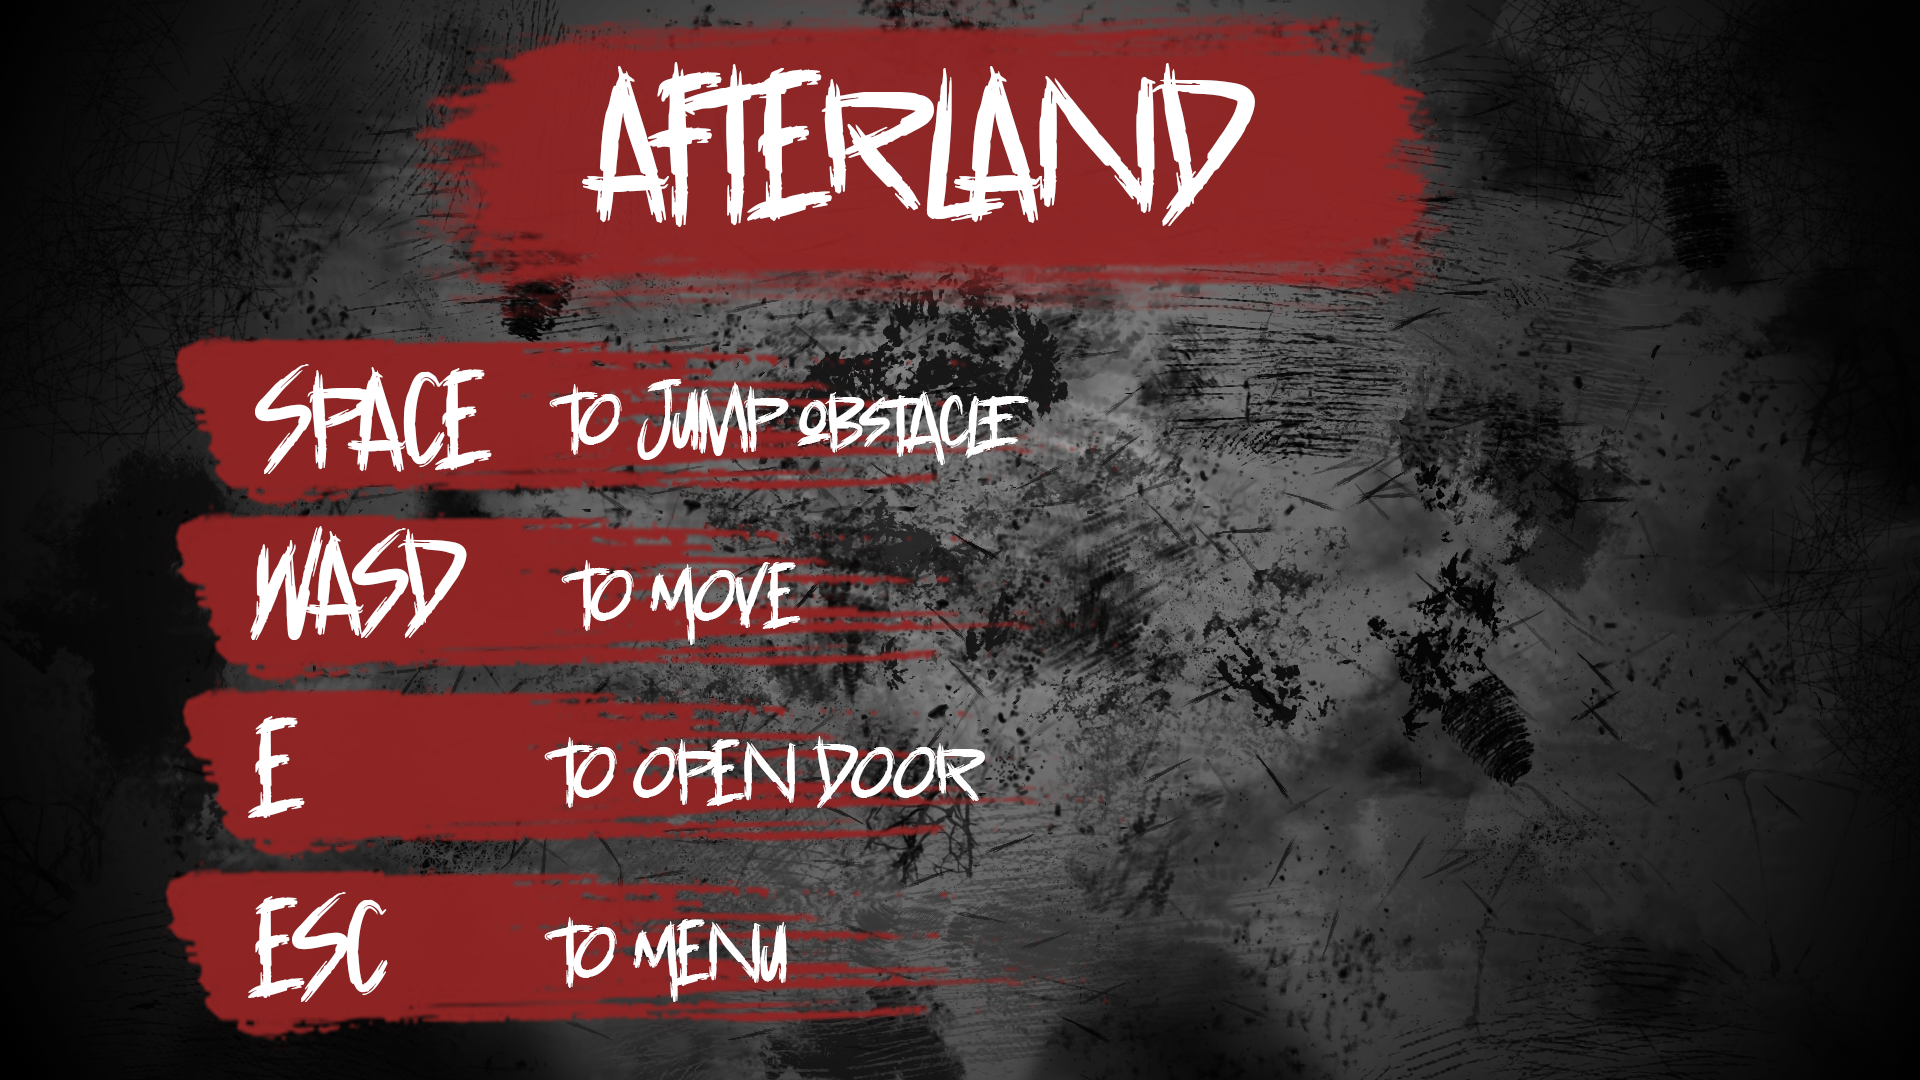 AFTERLAND
SPACE TO JUMP OBSTACLE
WASD TO MOVE
E TO OPEN DOOR
ESC TO MENU